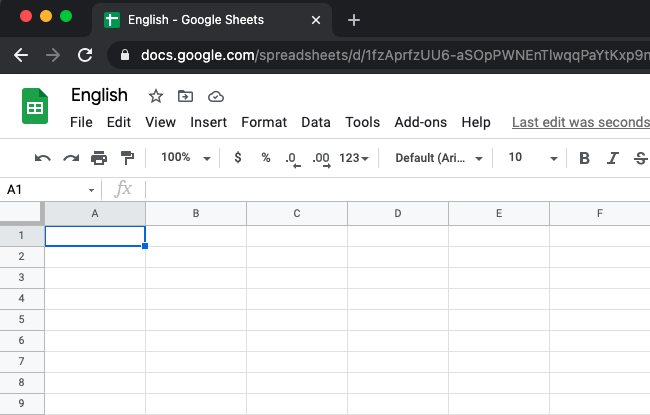 English - Google Sheets
docs.google.com/spreadsheets/d/1fzAprfzUU6-aSOpPWNEnTlwqqPaYtKxp9n
English
File Edit View Insert Format Data Tools Add-ons Help Last edit was seconds
100% $ % .0 .00 123 Default (Ari... 10 B I S
A1 fx
A B C D E F
1
2
3
4
5
6
7
8
9